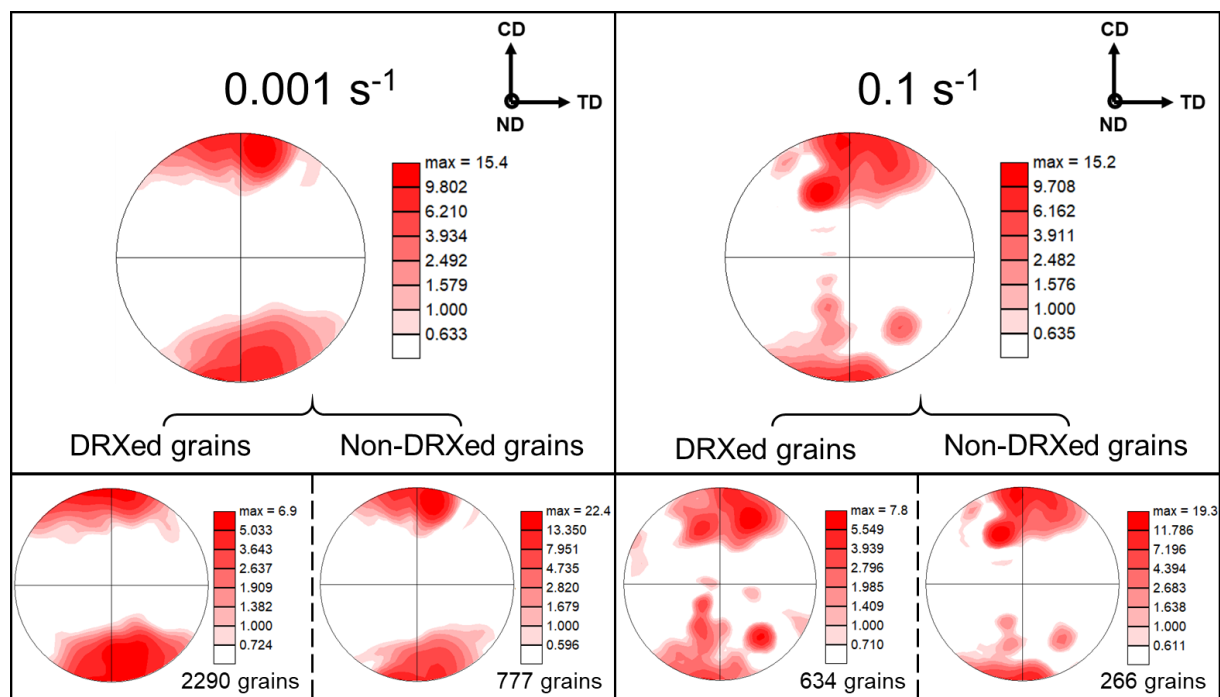 CD
TD
ND
0.001 s-1
max = 15.4
9.802
6.210
3.934
2.492
1.579
1.000
0.633
DRXed grains
Non-DRXed grains
CD
TD
ND
0.1 s-1
max = 15.2
9.708
6.162
3.911
2.482
1.576
1.000
0.635
DRXed grains
Non-DRXed grains
max = 6.9
5.033
3.643
2.637
1.909
1.382
1.000
0.724
2290 grains
max = 22.4
13.350
7.951
4.735
2.820
1.679
1.000
0.596
777 grains
max = 7.8
5.549
3.939
2.796
1.985
1.409
1.000
0.710
634 grains
max = 19.3
11.786
7.196
4.394
2.683
1.638
1.000
0.611
266 grains